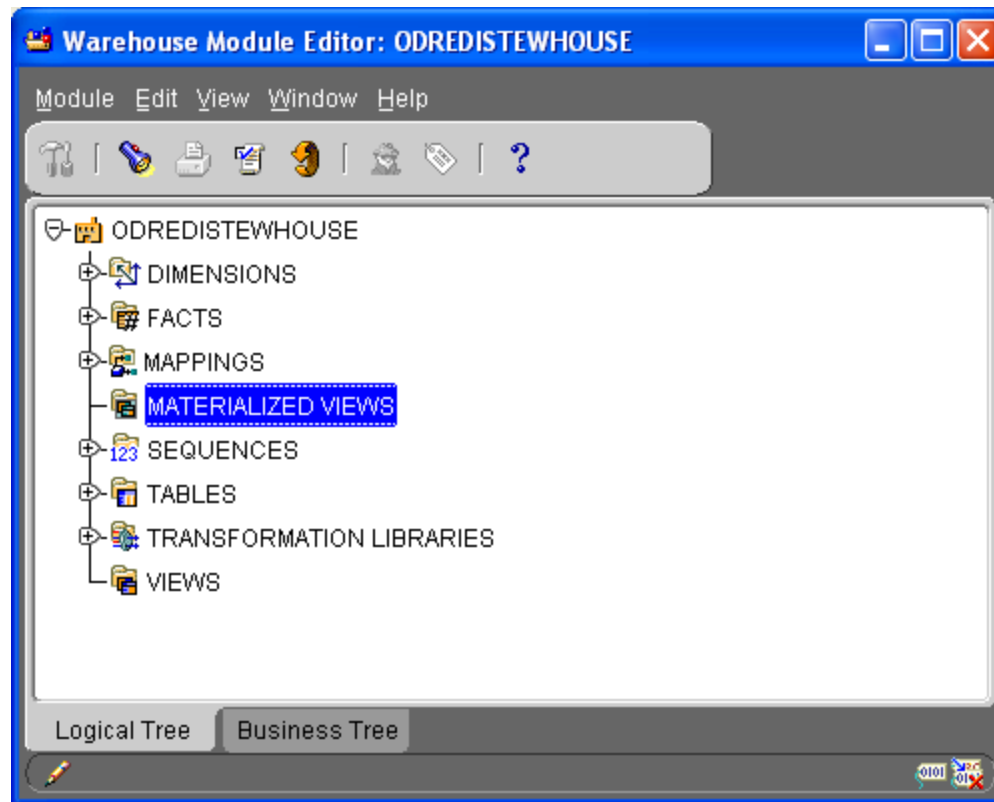 Warehouse Module Editor: ODREDISTEWHOUSE
Module Edit View Window Help
?
ODREDISTEWHOUSE
DIMENSIONS
FACTS
MAPPINGS
MATERIALIZED VIEWS
123 SEQUENCES
TABLES
TRANSFORMATION LIBRARIES
VIEWS
Logical Tree Business Tree